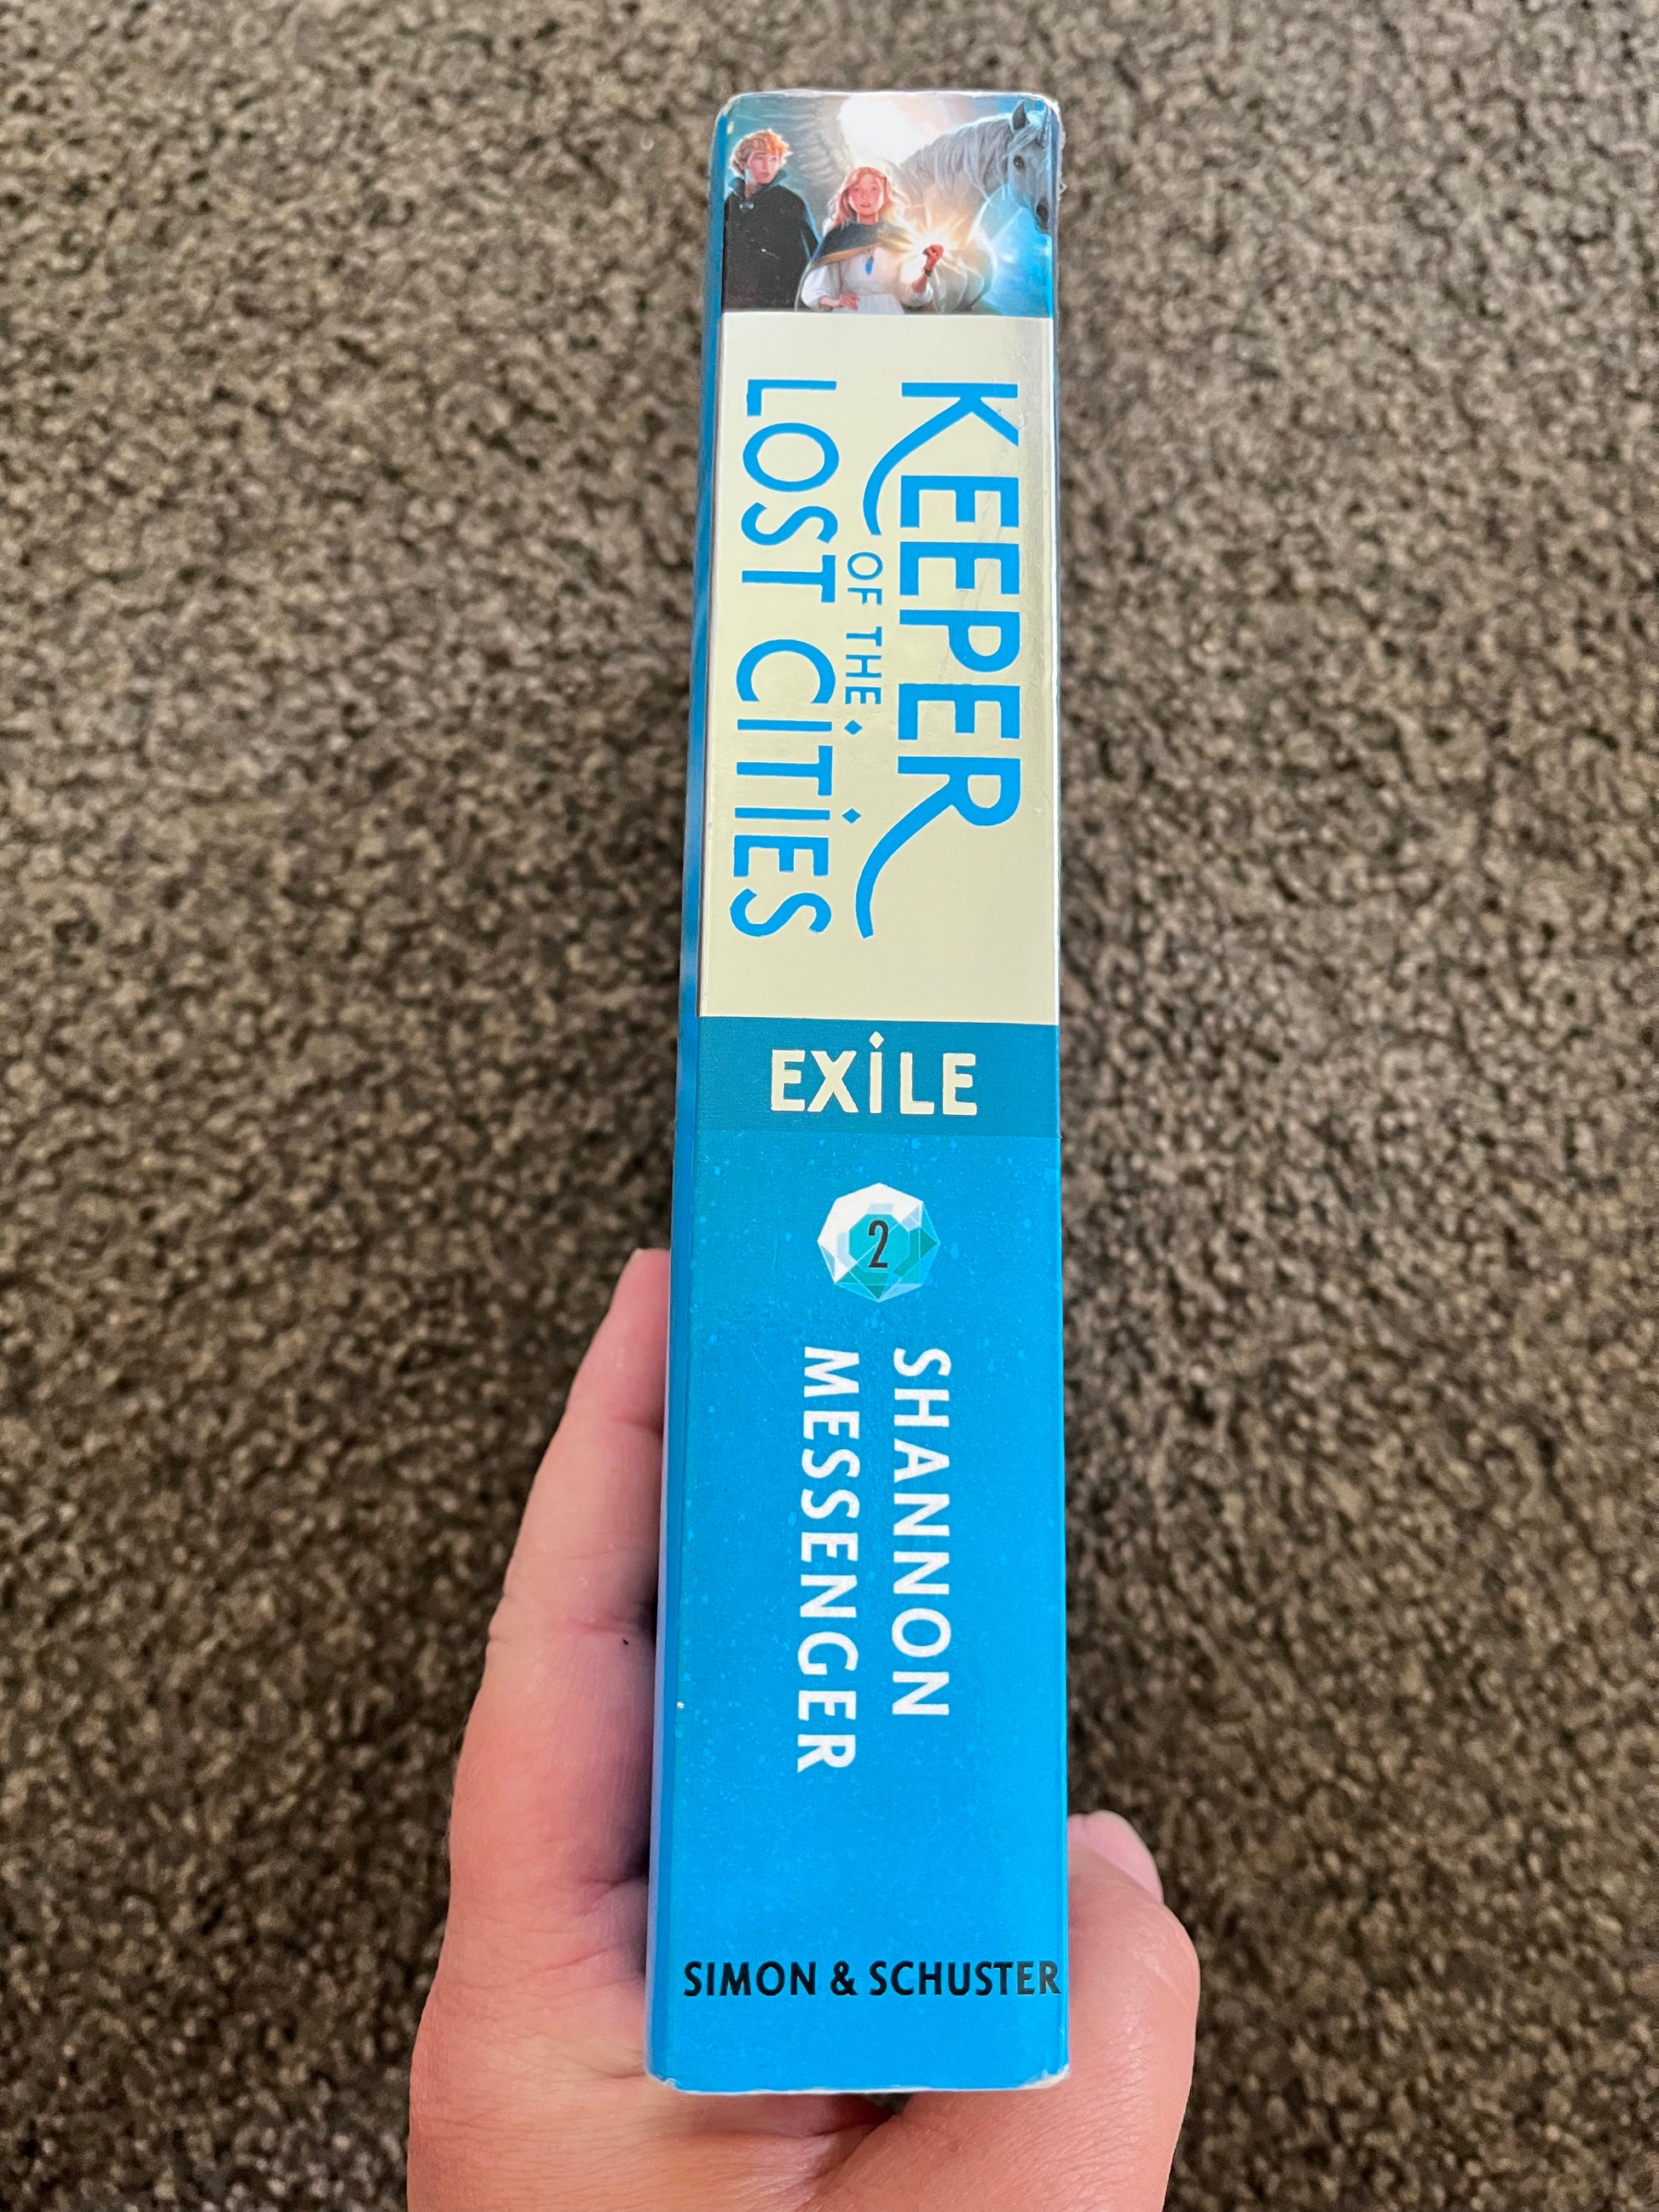 KEEPER
OF THE
LOST CITIES
EXILE
2
SHANNON
MESSENGER
SIMON & SCHUSTER